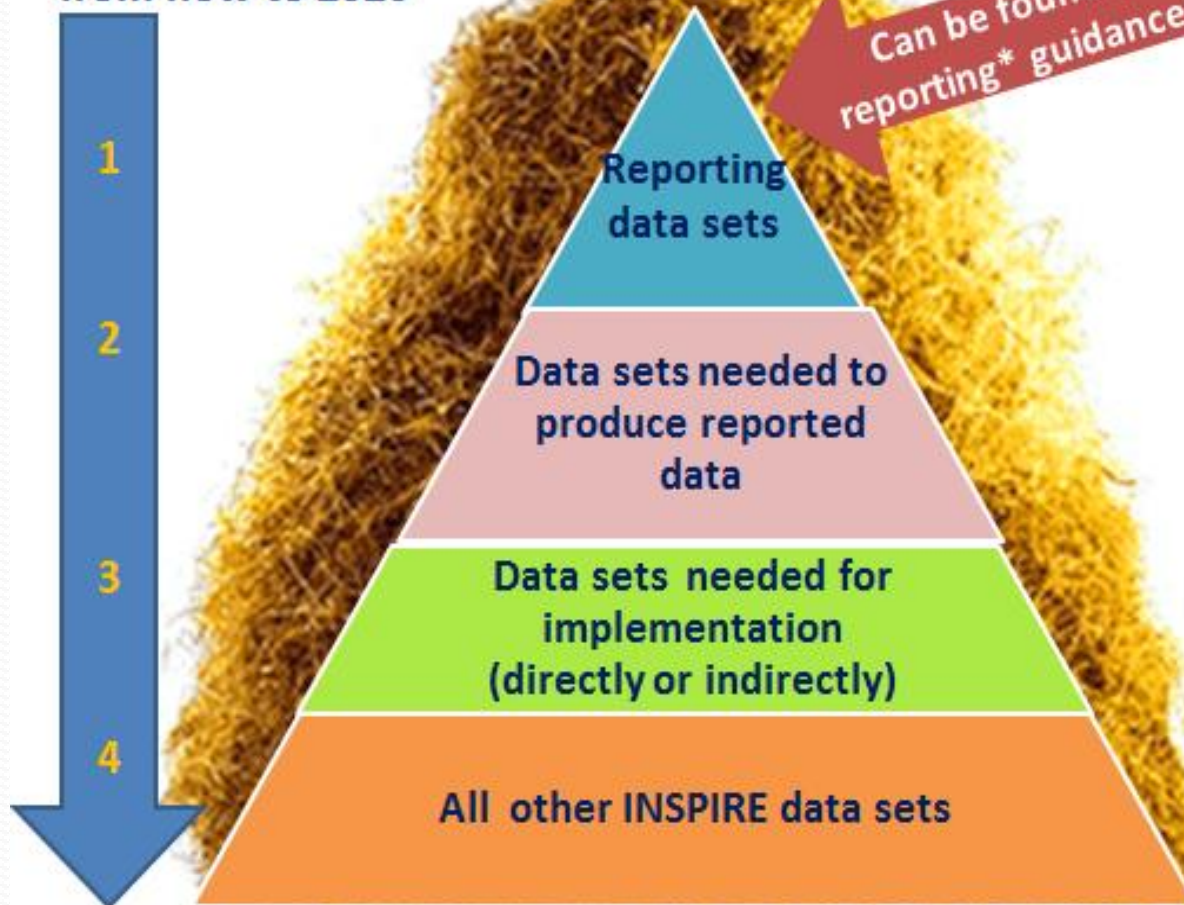 Can be
reporting* guidance
1
Reporting
data sets
2
Data sets needed to
produce reported
data
3
Data sets needed for
implementation
(directly or indirectly)
4
All other INSPIRE data sets